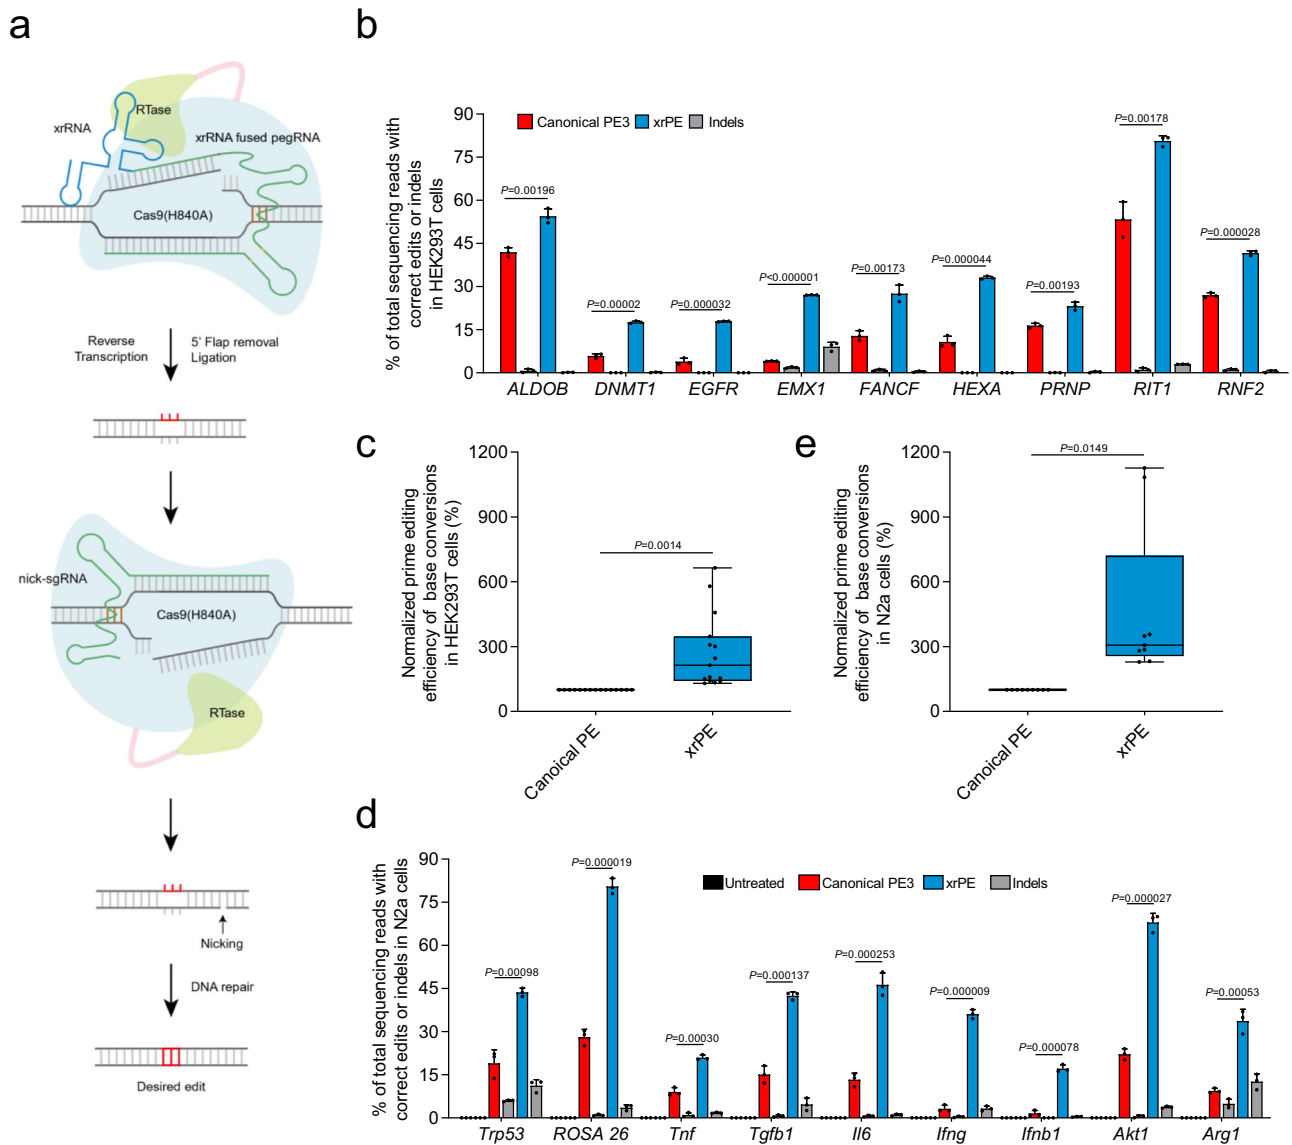 a
RTase
xrRNA
xrRNA fused pegRNA
Cas9(H840A)
Reverse
Transcription
5' Flap removal
Ligation
nick-sgRNA
Cas9(H840A)
RTase
Nicking
DNA repair
Desired edit
b
% of total sequencing reads with
correct edits or indels
in HEK293T cells
90
75
60
45
30
15
0
Canonical PE3
xrPE
Indels
P=0.00196
P=0.00002
P=0.000032
P<0.000001
P=0.00173
P=0.000044
P=0.00193
P=0.00178
P=0.000028
ALDOB
DNMT1
EGFR
EMX1
FANCF
HEXA
PRNP
RIT1
RNF2
c
Normalized prime editing
efficiency of base conversions
in HEK293T cells (%)
1200
900
600
300
0
P=0.0014
Canoical PE
xrPE
e
Normalized prime editing
efficiency of base conversions
in N2a cells (%)
1200
900
600
300
0
P=0.0149
Canoical PE
xrPE
d
% of total sequencing reads with
correct edits or indels in N2a cells
90
75
60
45
30
15
0
Untreated
Canonical PE3
xrPE
Indels
P=0.00098
P=0.000019
P=0.00030
P=0.000137
P=0.000253
P=0.000009
P=0.000078
P=0.000027
P=0.00053
Trp53
ROSA 26
Tnf
Tgfb1
Il6
Ifng
Ifnb1
Akt1
Arg1